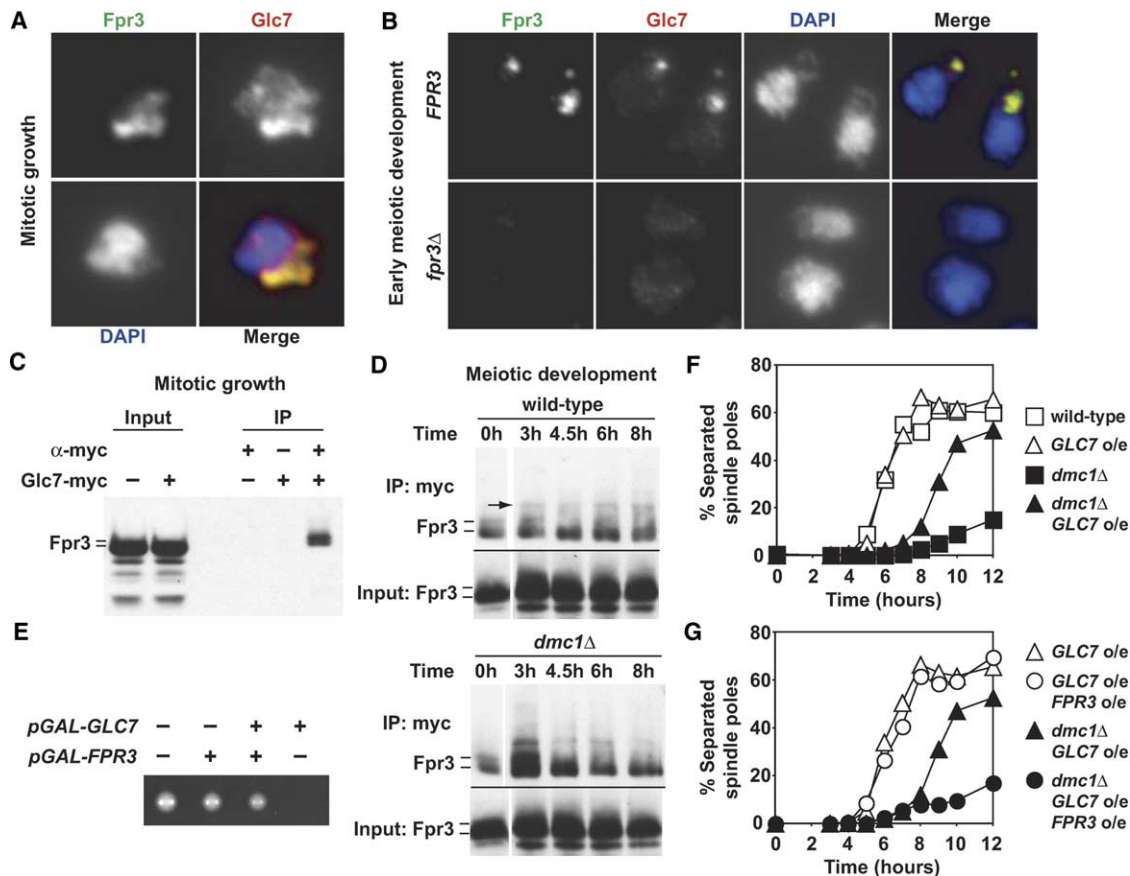 A
Fpr3 Glc7
Mitotic growth
DAPI Merge
B
Fpr3 Glc7 DAPI Merge
Early meiotic development
FPR3
fpr3Δ
C
Mitotic growth
Input IP
α-myc + − +
Glc7-myc − + − + +
Fpr3
D
Meiotic development
wild-type
Time 0h 3h 4.5h 6h 8h
IP: myc
Fpr3
Input: Fpr3
dmc1Δ
Time 0h 3h 4.5h 6h 8h
IP: myc
Fpr3
Input: Fpr3
E
pGAL-GLC7 − − + +
pGAL-FPR3 − + + −
F
% Separated
spindle poles
80
60
40
20
0
0 2 4 6 8 10 12
Time (hours)
wild-type
GLC7 o/e
dmc1Δ
dmc1Δ
GLC7 o/e
G
% Separated
spindle poles
80
60
40
20
0
0 2 4 6 8 10 12
Time (hours)
GLC7 o/e
GLC7 o/e
FPR3 o/e
dmc1Δ
GLC7 o/e
dmc1Δ
GLC7 o/e
FPR3 o/e